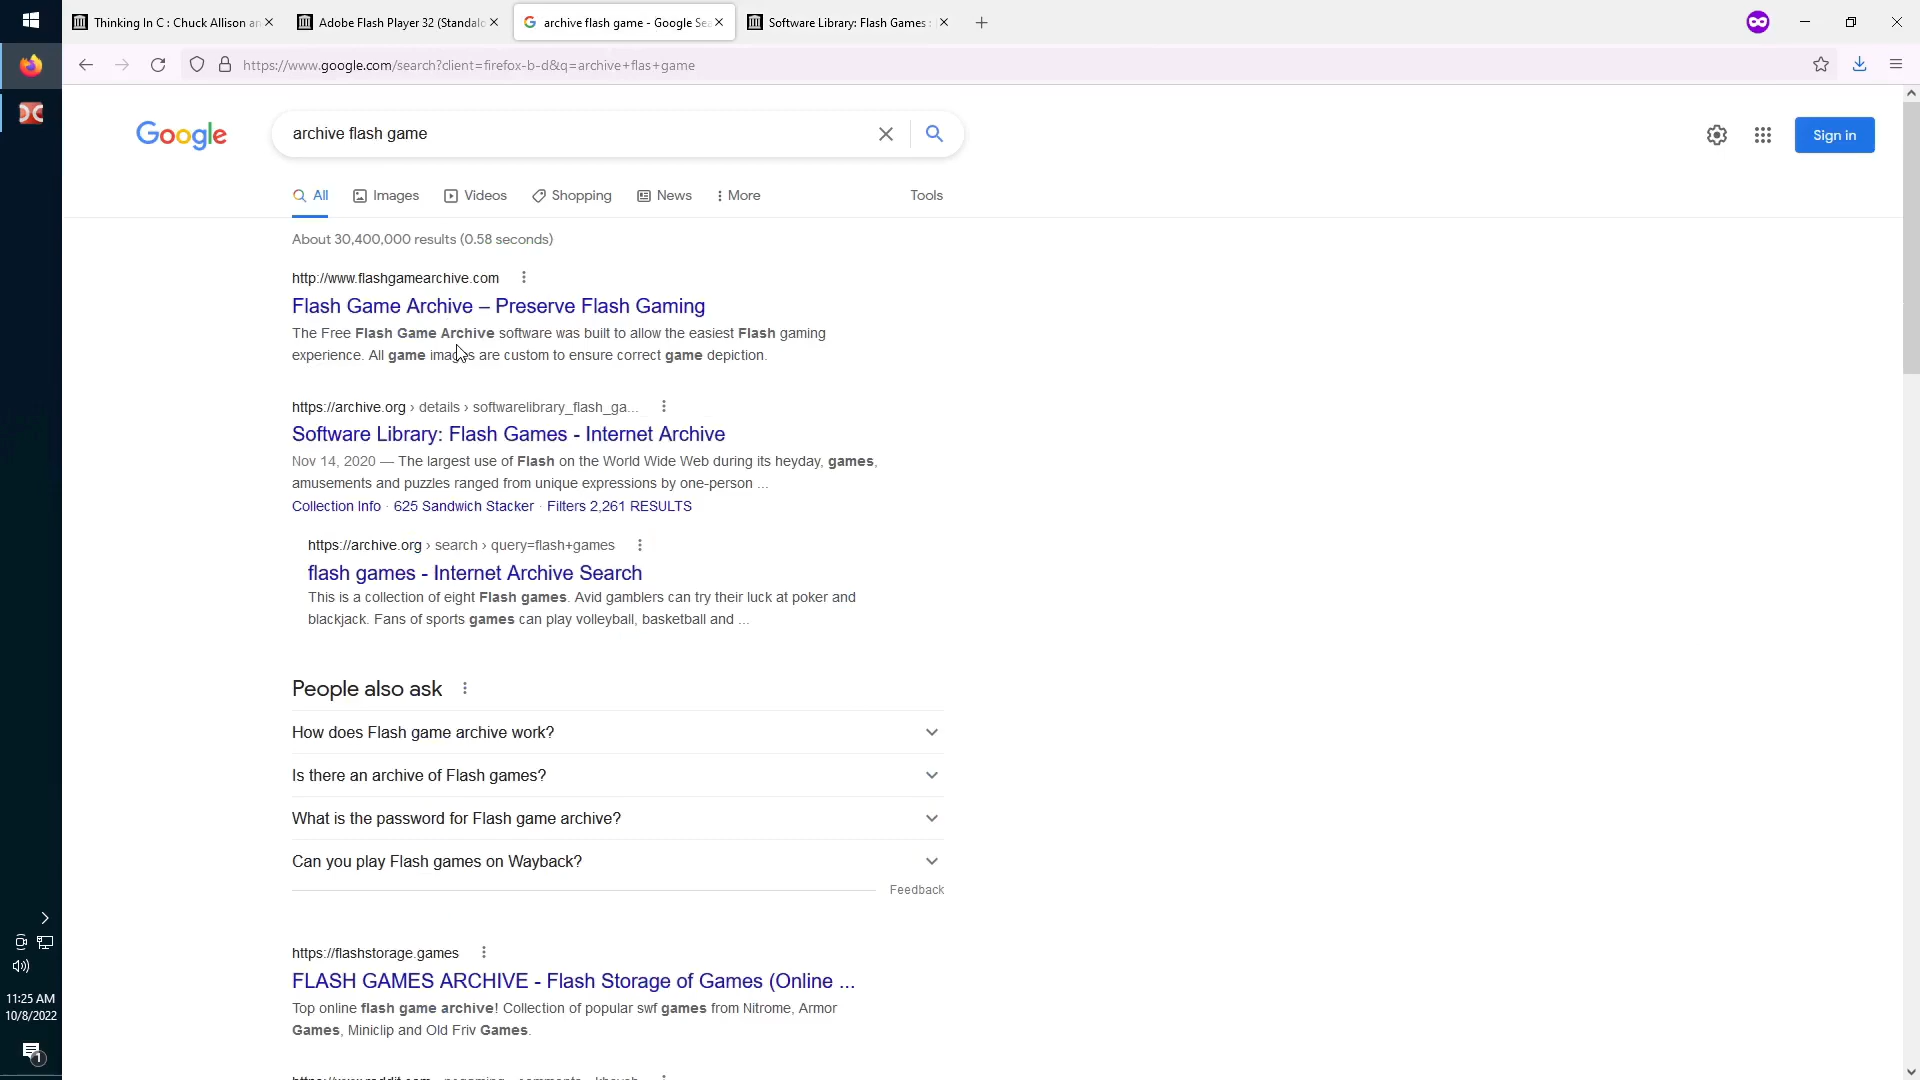 Thinking In C : Chuck Allison an
Adobe Flash Player 32 (Standalo
archive flash game - Google Sea
Software Library: Flash Games :
https://www.google.com/search?client=firefox-b-d&q=archive+flas+game
Google
archive flash game
Sign in
All
Images
Videos
Shopping
News
More
Tools
About 30,400,000 results (0.58 seconds)
http://www.flashgamearchive.com
Flash Game Archive – Preserve Flash Gaming
The Free Flash Game Archive software was built to allow the easiest Flash gaming
experience. All game images are custom to ensure correct game depiction.
https://archive.org › details › softwarelibrary_flash_ga...
Software Library: Flash Games - Internet Archive
Nov 14, 2020 — The largest use of Flash on the World Wide Web during its heyday, games,
amusements and puzzles ranged from unique expressions by one-person ...
Collection Info · 625 Sandwich Stacker · Filters 2,261 RESULTS
https://archive.org › search › query=flash+games
flash games - Internet Archive Search
This is a collection of eight Flash games. Avid gamblers can try their luck at poker and
blackjack. Fans of sports games can play volleyball, basketball and ...
People also ask
How does Flash game archive work?
Is there an archive of Flash games?
What is the password for Flash game archive?
Can you play Flash games on Wayback?
Feedback
https://flashstorage.games
FLASH GAMES ARCHIVE - Flash Storage of Games (Online ...
Top online flash game archive! Collection of popular swf games from Nitrome, Armor
Games, Miniclip and Old Friv Games.
11:25 AM
10/8/2022
1